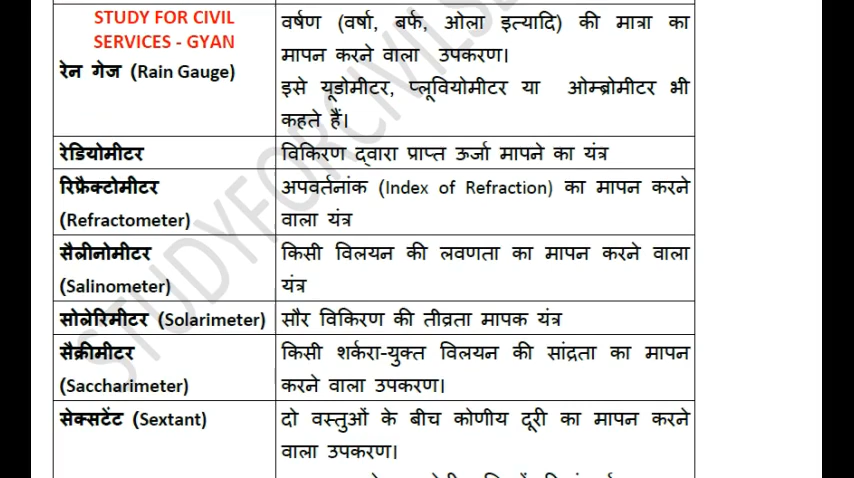 STUDY FOR CIVIL
SERVICES - GYAN
रेन गेज (Rain Gauge)
वर्षण (वर्षा, बर्फ, ओला इत्यादि) की मात्रा का
मापन करने वाला उपकरण।
इसे यूडोमीटर, प्लूवियोमीटर या ओम्ब्रोमीटर भी
कहते हैं।
रेडियोमीटर
विकिरण द्वारा प्राप्त ऊर्जा मापने का यंत्र
रिफ्रैक्टोमीटर
(Refractometer)
अपवर्तनांक (Index of Refraction) का मापन करने
वाला यंत्र
सैलीनोमीटर
(Salinometer)
किसी विलयन की लवणता का मापन करने वाला
यंत्र
सोलेरिमीटर (Solarimeter)
सौर विकिरण की तीव्रता मापक यंत्र
सैक्रीमीटर
(Saccharimeter)
किसी शर्करा-युक्त विलयन की सांद्रता का मापन
करने वाला उपकरण।
सेक्सटेंट (Sextant)
दो वस्तुओं के बीच कोणीय दूरी का मापन करने
वाला उपकरण।
STUDYFORCIVILSE